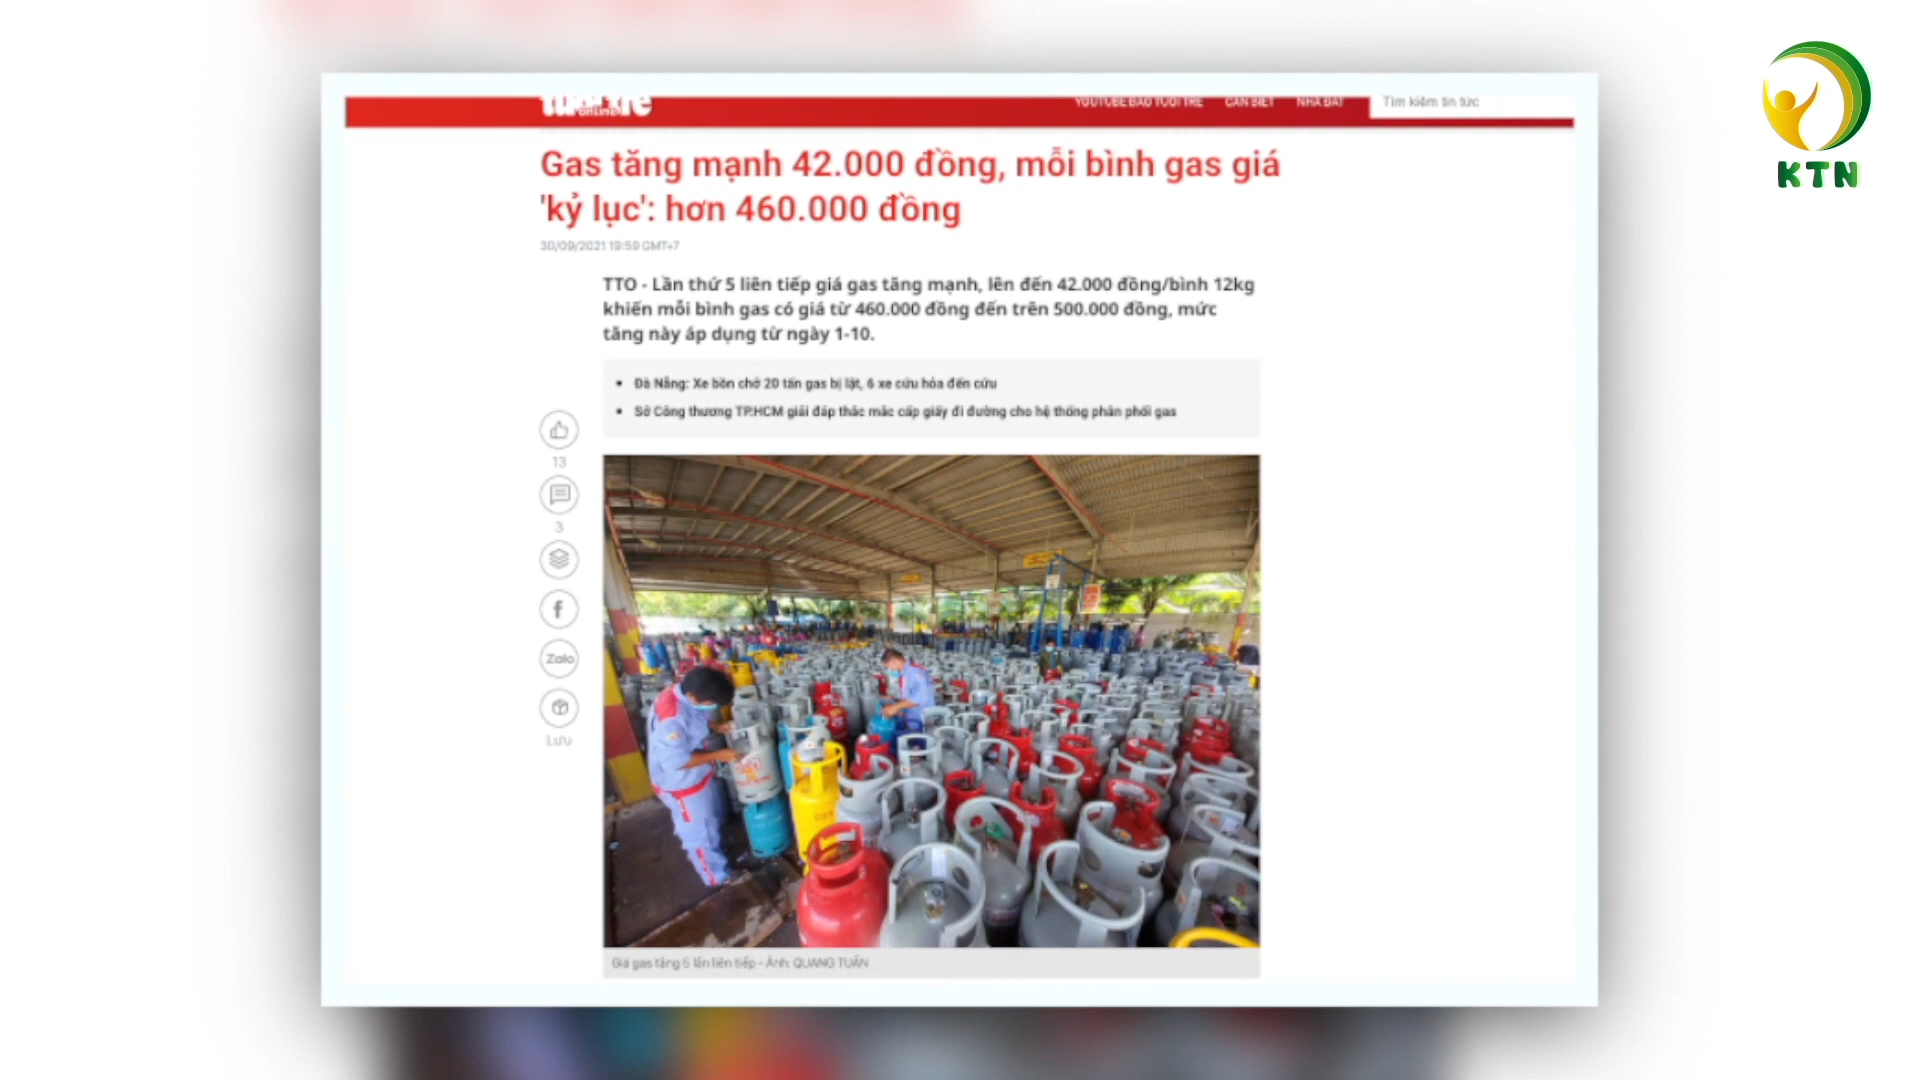 tuổi trẻ
online
YOUTUBE BÁO TUỔI TRẺ CẦN BIẾT NHÀ ĐẤT Tìm kiếm tin tức
KTN
Gas tăng mạnh 42.000 đồng, mỗi bình gas giá
'kỷ lục': hơn 460.000 đồng
30/09/2021 19:59 GMT+7
TTO - Lần thứ 5 liên tiếp giá gas tăng mạnh, lên đến 42.000 đồng/bình 12kg
khiến mỗi bình gas có giá từ 460.000 đồng đến trên 500.000 đồng, mức
tăng này áp dụng từ ngày 1-10.
Đà Nẵng: Xe bồn chở 20 tấn gas bị lật, 6 xe cứu hỏa đến cứu
Sở Công thương TP.HCM giải đáp thắc mắc cấp giấy đi đường cho hệ thống phân phối gas
13
3
Zalo
Lưu
Giá gas tăng 5 lần liên tiếp - Ảnh: QUANG TUẤN